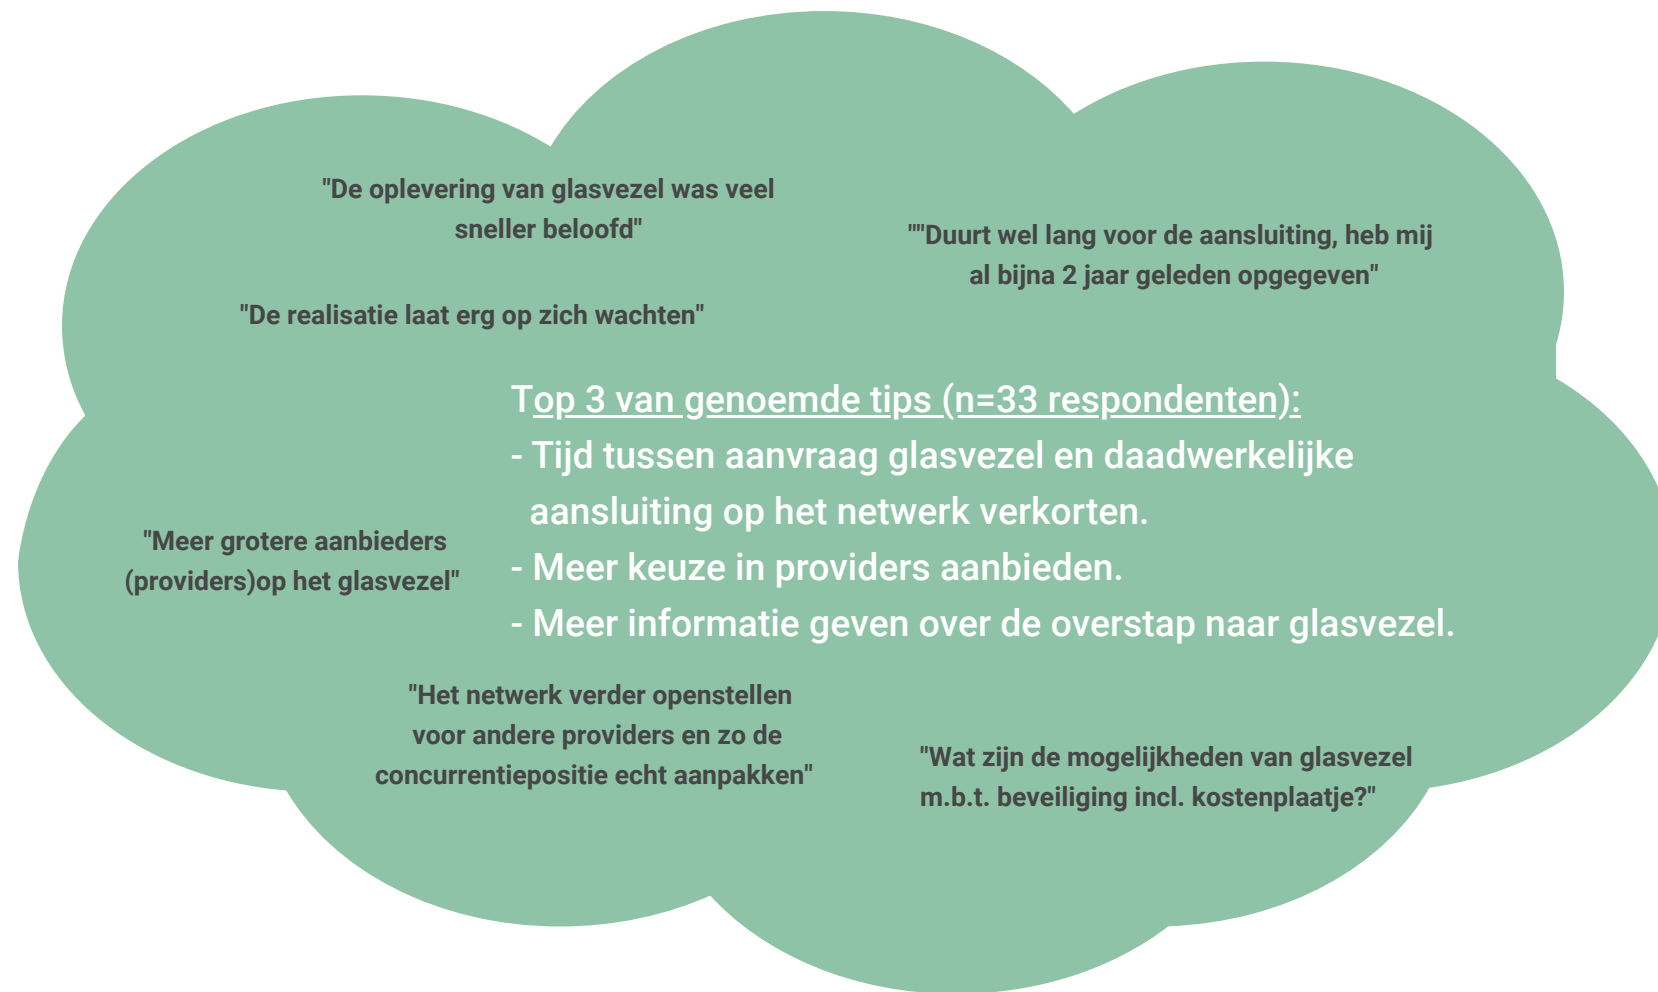 "De oplevering van glasvezel was veel
sneller beloofd"
""Duurt wel lang voor de aansluiting, heb mij
al bijna 2 jaar geleden opgegeven"
"De realisatie laat erg op zich wachten"
Top 3 van genoemde tips (n=33 respondenten):
- Tijd tussen aanvraag glasvezel en daadwerkelijke
aansluiting op het netwerk verkorten.
- Meer keuze in providers aanbieden.
- Meer informatie geven over de overstap naar glasvezel.
"Meer grotere aanbieders
(providers)op het glasvezel"
"Het netwerk verder openstellen
voor andere providers en zo de
concurrentiepositie echt aanpakken"
"Wat zijn de mogelijkheden van glasvezel
m.b.t. beveiliging incl. kostenplaatje?"